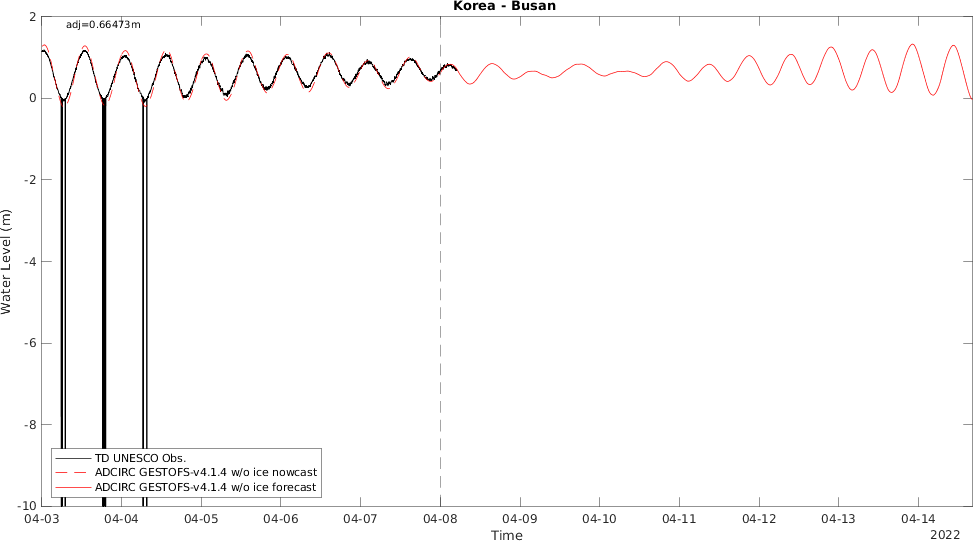 Korea - Busan
adj=0.66473m
2
0
-2
-4
-6
-8
-10
Water Level (m)
TD UNESCO Obs.
ADCIRC GESTOFS-v4.1.4 w/o ice nowcast
ADCIRC GESTOFS-v4.1.4 w/o ice forecast
04-03 04-04 04-05 04-06 04-07 04-08 04-09 04-10 04-11 04-12 04-13 04-14
Time
2022